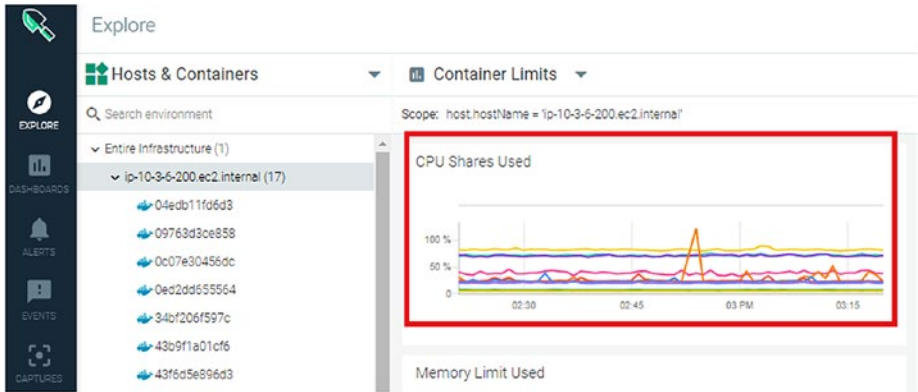 Explore
EXPLORE
DASHBOARDS
ALERTS
EVENTS
CAPTURES
Hosts & Containers
Search environment
Entire Infrastructure (1)
ip-10-3-6-200.ec2.internal (17)
04edb11fd6d3
09763d3ce858
0c07e30456dc
0ed2dd655564
34bf206f597c
43b9f1a01cf6
43f6d5e896d3
Container Limits
Scope: host.hostName = 'ip-10-3-6-200.ec2.internal'
CPU Shares Used
100 %
50 %
0
02:30 02:45 03 PM 03:15
Memory Limit Used